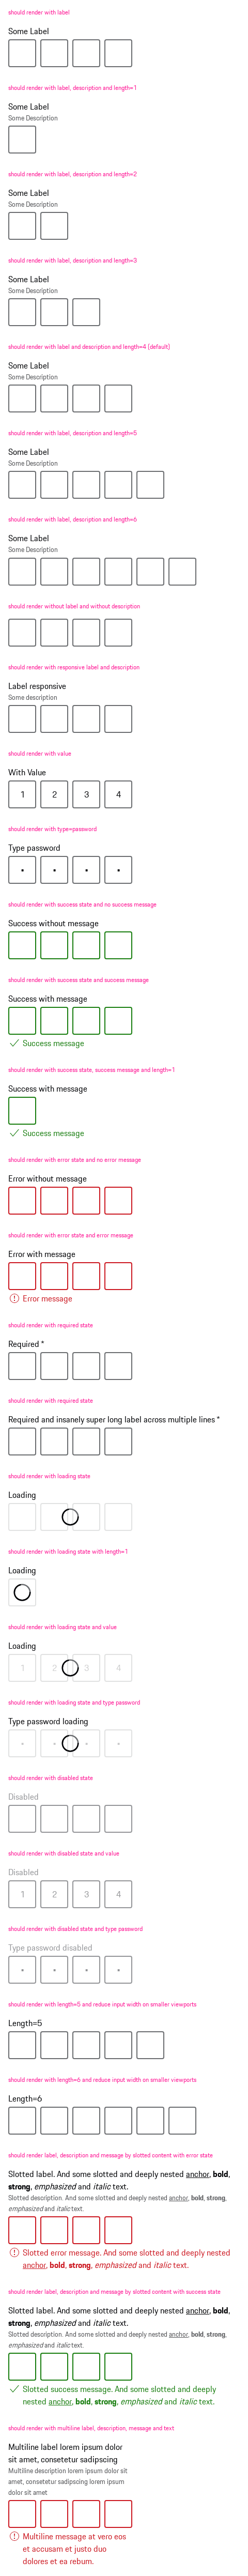 should render with label
Some Label
should render with label, description and length=1
Some Label
Some Description
should render with label, description and length=2
Some Label
Some Description
should render with label, description and length=3
Some Label
Some Description
should render with label and description and length=4 (default)
Some Label
Some Description
should render with label, description and length=5
Some Label
Some Description
should render with label, description and length=6
Some Label
Some Description
should render without label and without description
should render with responsive label and description
Label responsive
Some description
should render with value
With Value
1 2 3 4
should render with type=password
Type password
• • • •
should render with success state and no success message
Success without message
should render with success state and success message
Success with message
Success message
should render with success state, success message and length=1
Success with message
Success message
should render with error state and no error message
Error without message
should render with error state and error message
Error with message
Error message
should render with required state
Required *
should render with required state
Required and insanely super long label across multiple lines *
should render with loading state
Loading
should render with loading state with length=1
Loading
should render with loading state and value
Loading
1 2 3 4
should render with loading state and type password
Type password loading
• • • •
should render with disabled state
Disabled
should render with disabled state and value
Disabled
1 2 3 4
should render with disabled state and type password
Type password disabled
• • • •
should render with length=5 and reduce input width on smaller viewports
Length=5
should render with length=6 and reduce input width on smaller viewports
Length=6
should render label, description and message by slotted content with error state
Slotted label. And some slotted and deeply nested anchor, bold,
strong, emphasized and italic text.
Slotted description. And some slotted and deeply nested anchor, bold, strong,
emphasized and italic text.
Slotted error message. And some slotted and deeply nested
anchor, bold, strong, emphasized and italic text.
should render label, description and message by slotted content with success state
Slotted label. And some slotted and deeply nested anchor, bold,
strong, emphasized and italic text.
Slotted description. And some slotted and deeply nested anchor, bold, strong,
emphasized and italic text.
Slotted success message. And some slotted and deeply
nested anchor, bold, strong, emphasized and italic text.
should render with multiline label, description, message and text
Multiline label lorem ipsum dolor
sit amet, consetetur sadipscing
Multiline description lorem ipsum dolor sit
amet, consetetur sadipscing lorem ipsum
dolor sit amet
Multiline message at vero eos
et accusam et justo duo
dolores et ea rebum.